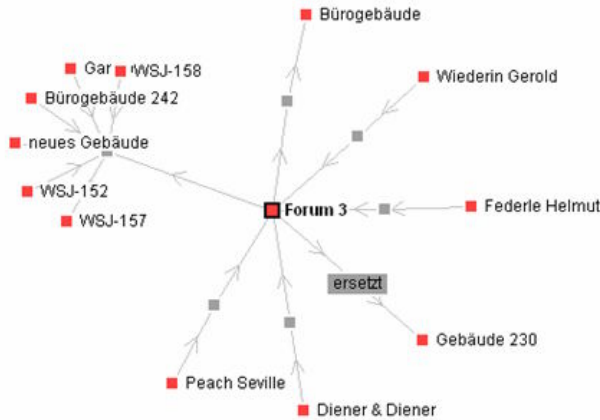 Bürogebäude
Gar
WSJ-158
Wiederin Gerold
Bürogebäude 242
neues Gebäude
WSJ-152
Forum 3
Federle Helmut
WSJ-157
ersetzt
Gebäude 230
Peach Seville
Diener & Diener